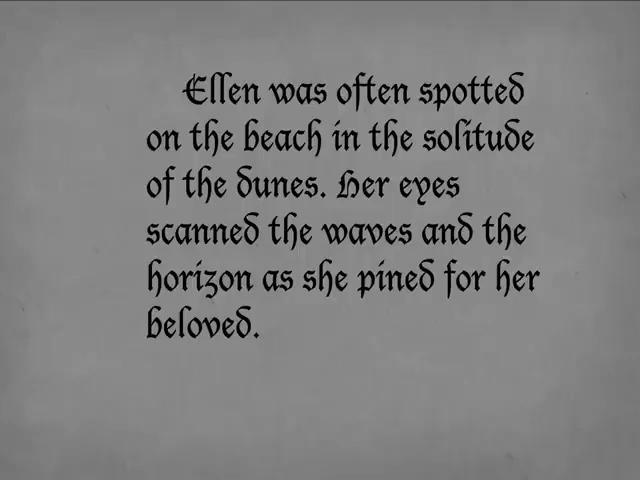 Ellen was often spotted
on the beach in the solitude
of the dunes. Her eyes
scanned the waves and the
horizon as she pined for her
beloved.